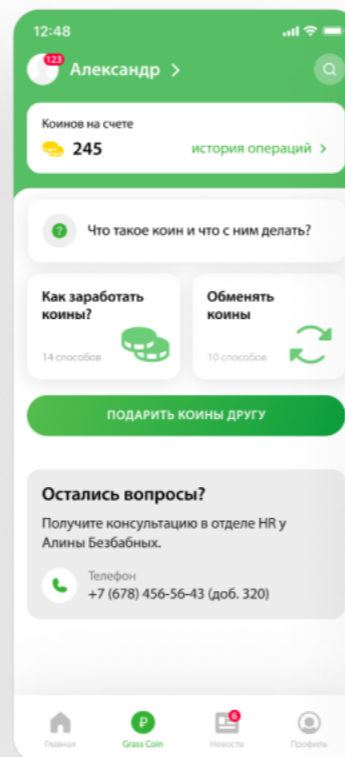 12:48
123
Александр >
Коинов на счете
245
история операций >
? Что такое коин и что с ним делать?
Как заработать
коины?
14 способов
Обменять
коины
10 способов
ПОДАРИТЬ КОИНЫ ДРУГУ
Остались вопросы?
Получите консультацию в отделе HR у
Алины Безбабных.
Телефон
+7 (678) 456-56-43 (доб. 320)
6
Главная
₽
Grass Coin
Новости
Профиль